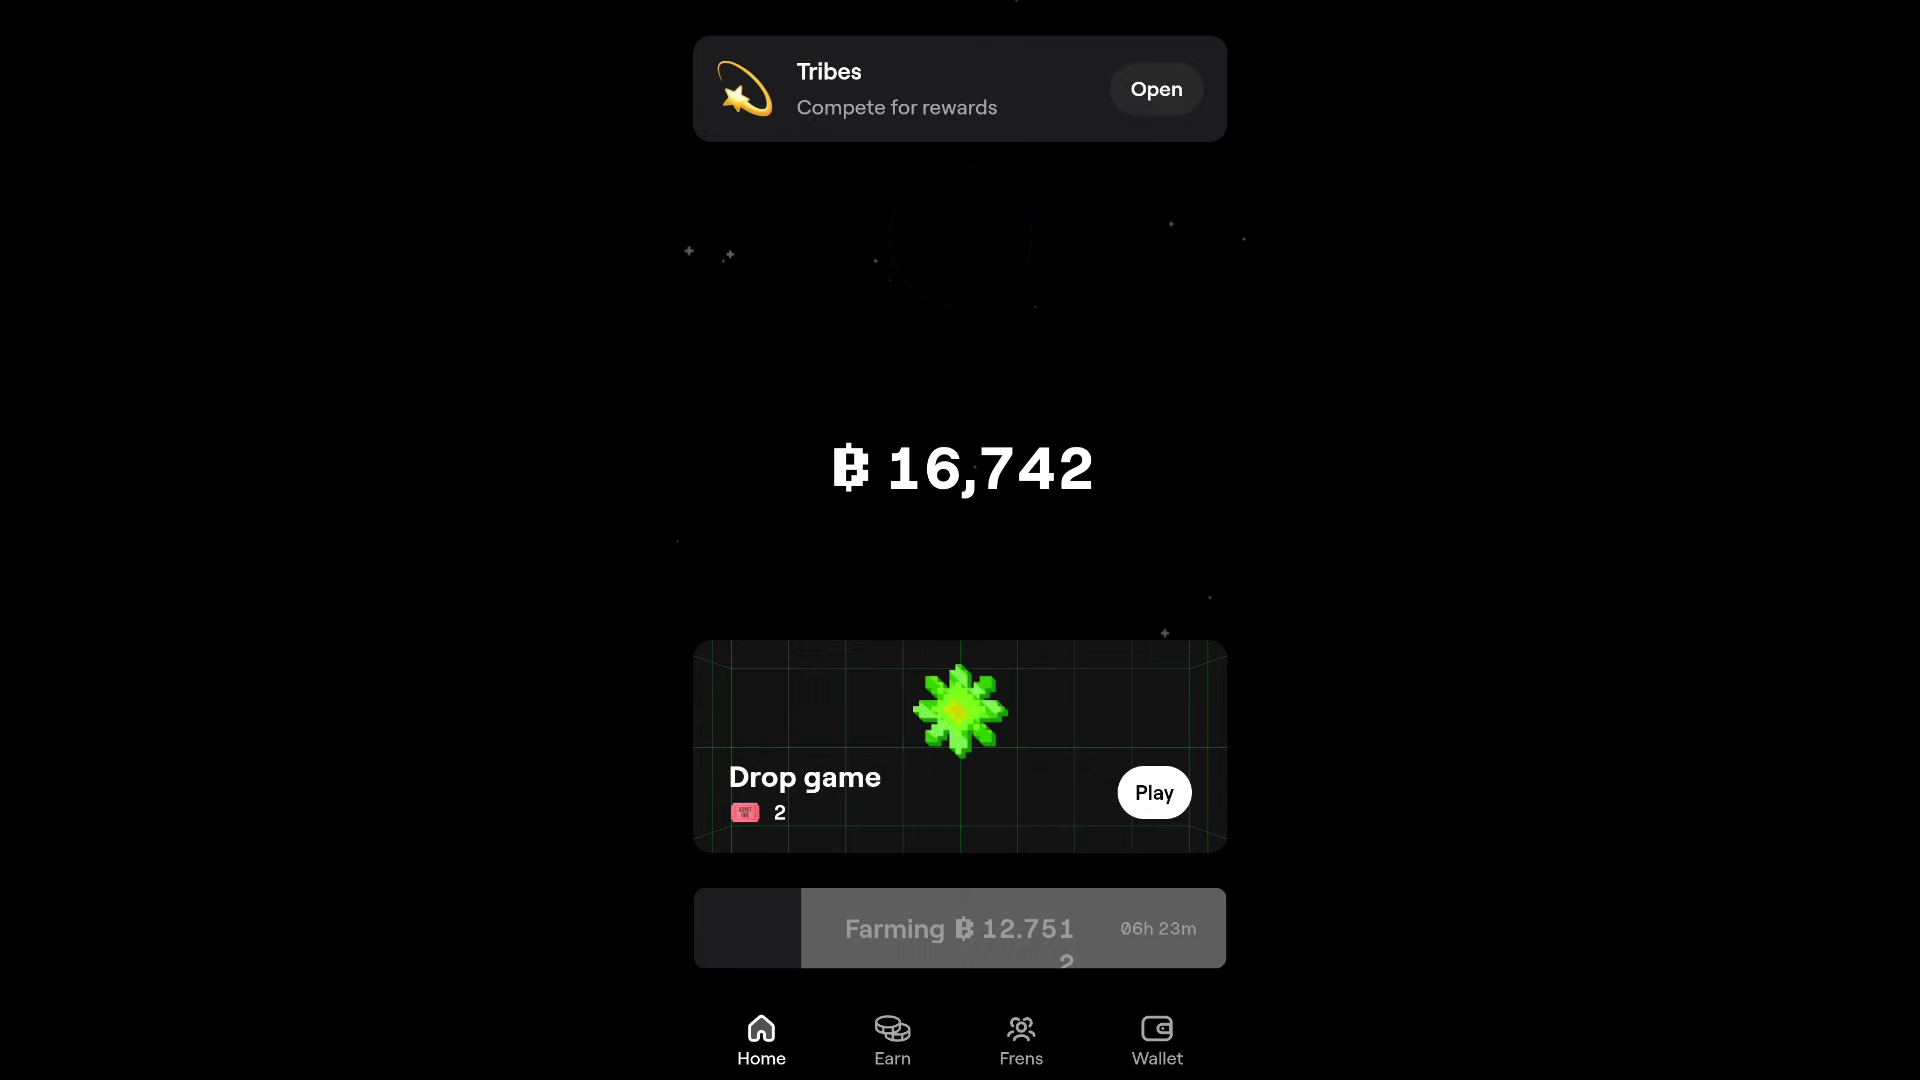 Tribes
Compete for rewards
Open
16,742
Drop game
2
Play
Farming 12.751
2
06h 23m
Home
Earn
Frens
Wallet